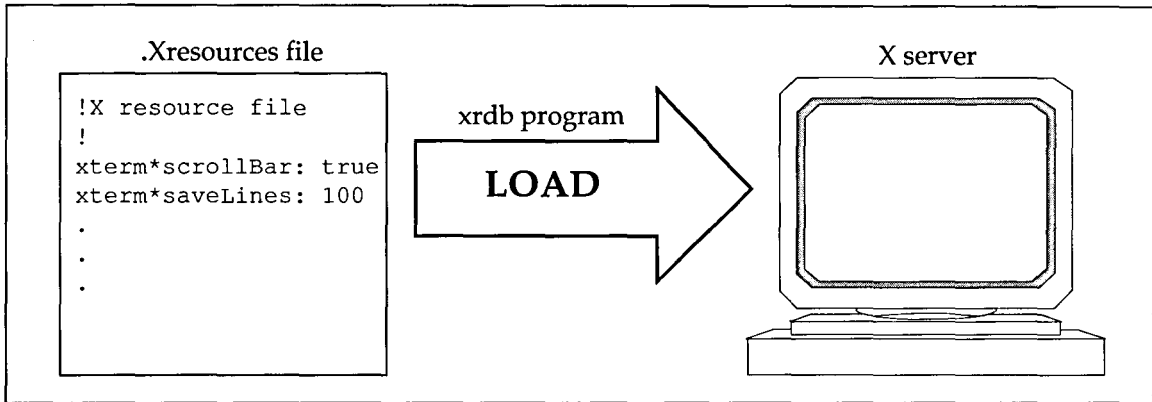 .Xresources file
!X resource file
!
xterm*scrollBar: true
xterm*saveLines: 100
.
.
.
xrdb program
LOAD
X server